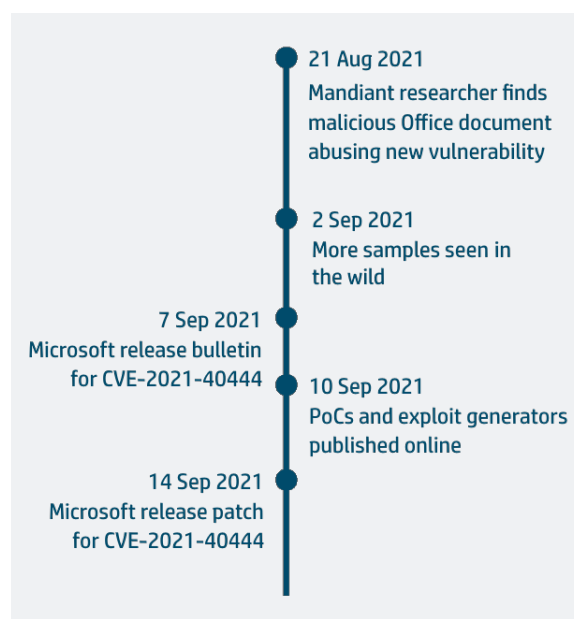 21 Aug 2021
Mandiant researcher finds
malicious Office document
abusing new vulnerability
2 Sep 2021
More samples seen in
the wild
7 Sep 2021
Microsoft release bulletin
for CVE-2021-40444
10 Sep 2021
PoCs and exploit generators
published online
14 Sep 2021
Microsoft release patch
for CVE-2021-40444